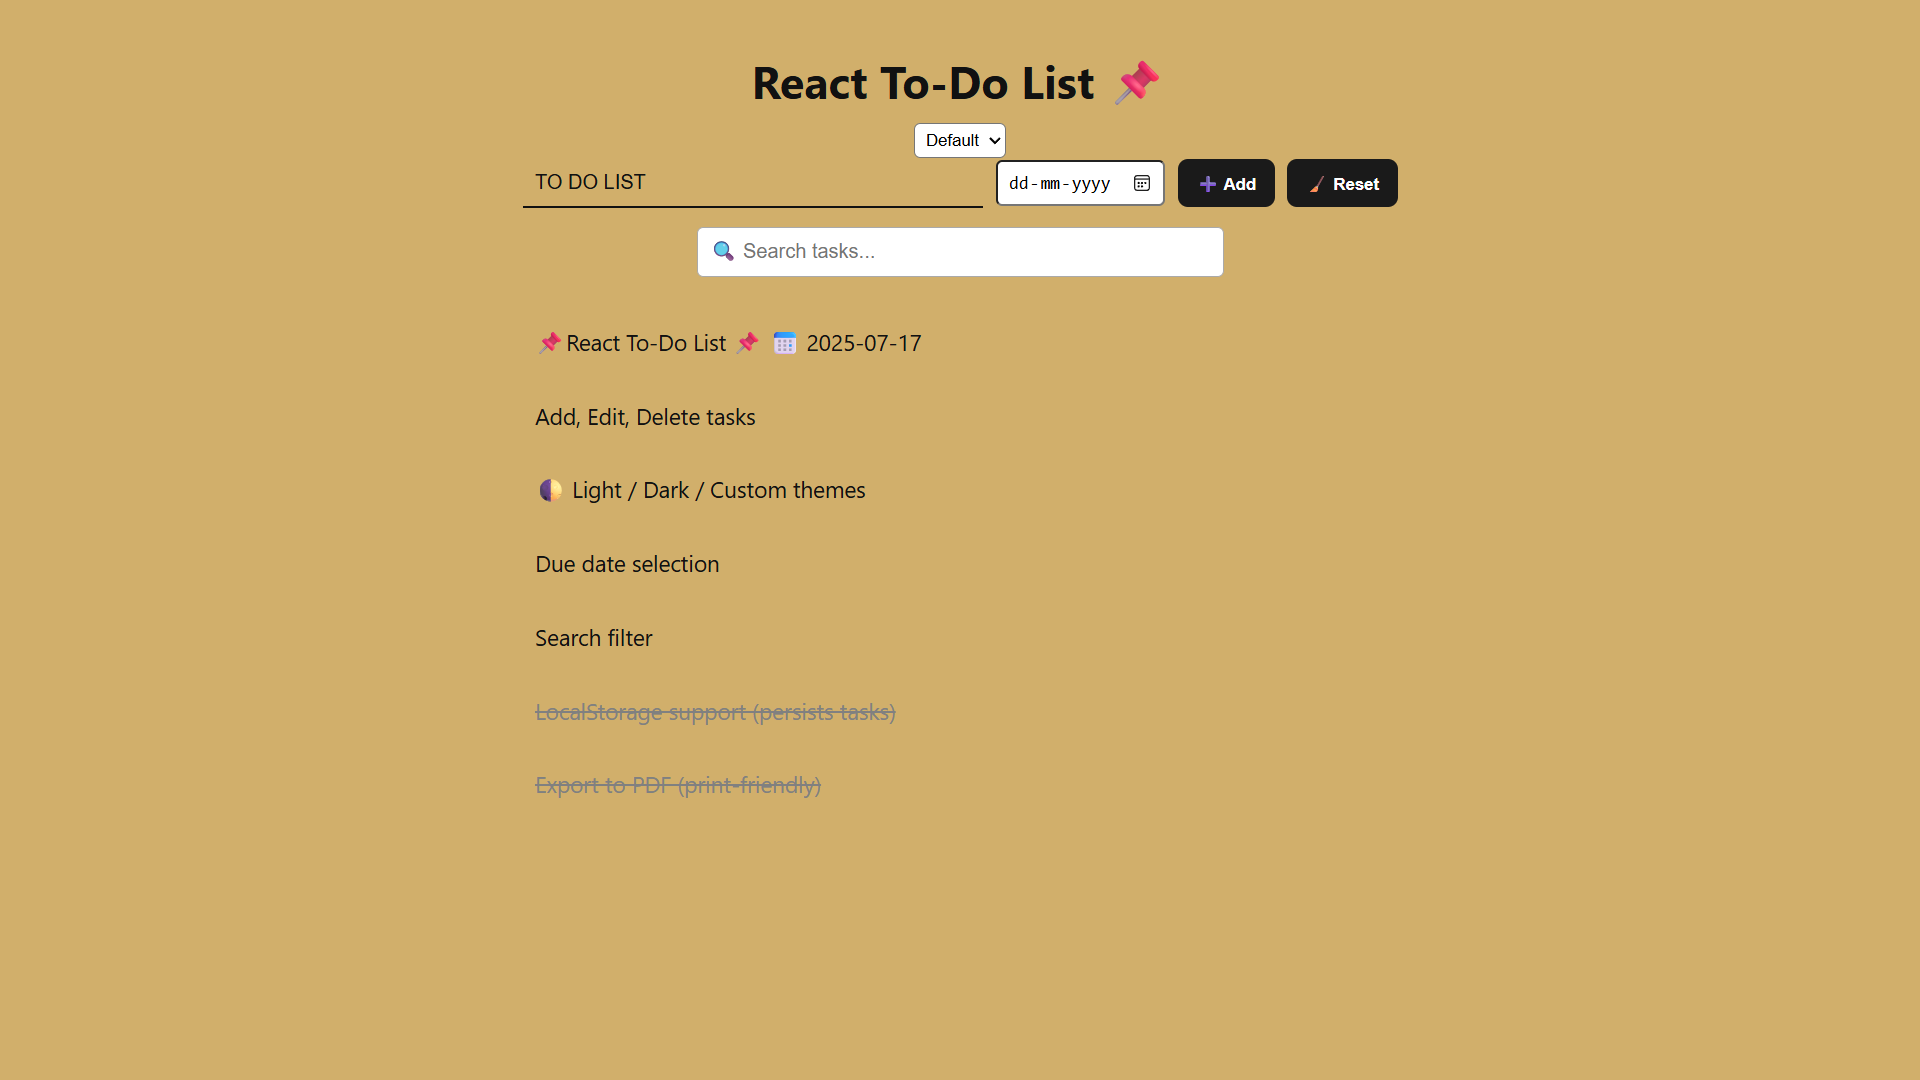 React To-Do List 📌
Default
TO DO LIST dd-mm-yyyy ➕ Add 🧹 Reset
🔍 Search tasks...
📌React To-Do List 📌 📅 2025-07-17
Add, Edit, Delete tasks
🌗 Light / Dark / Custom themes
Due date selection
Search filter
LocalStorage support (persists tasks)
Export to PDF (print-friendly)